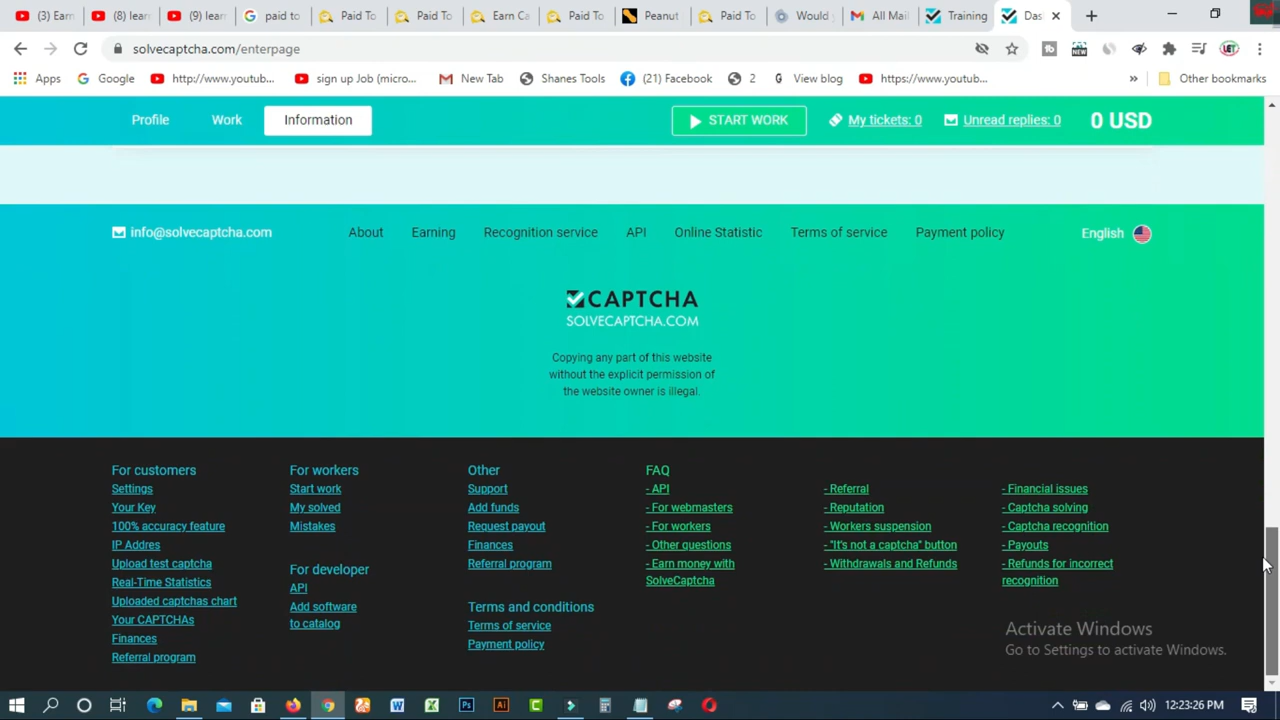 (3) Earn
(8) lear
(9) lear
paid to
Paid To
Paid To
Earn Ca
Paid To
Peanut
Paid To
Would
All Mail
Training
Das
solvecaptcha.com/enterpage
Apps
Google
http://www.youtub...
sign up Job (micro...
New Tab
Shanes Tools
(21) Facebook
2
View blog
https://www.youtub...
»
Other bookmarks
Profile
Work
Information
START WORK
My tickets: 0
Unread replies: 0
0 USD
info@solvecaptcha.com
About
Earning
Recognition service
API
Online Statistic
Terms of service
Payment policy
English
CAPTCHA
SOLVECAPTCHA.COM
Copying any part of this website
without the explicit permission of
the website owner is illegal.
For customers
Settings
Your Key
100% accuracy feature
IP Addres
Upload test captcha
Real-Time Statistics
Uploaded captchas chart
Your CAPTCHAs
Finances
Referral program
For workers
Start work
My solved
Mistakes
For developer
API
Add software
to catalog
Other
Support
Add funds
Request payout
Finances
Referral program
Terms and conditions
Terms of service
Payment policy
FAQ
- API
- For webmasters
- For workers
- Other questions
- Earn money with
SolveCaptcha
- Referral
- Reputation
- Workers suspension
- "It's not a captcha" button
- Withdrawals and Refunds
- Financial issues
- Captcha solving
- Captcha recognition
- Payouts
- Refunds for incorrect
recognition
Activate Windows
Go to Settings to activate Windows.
12:23:26 PM